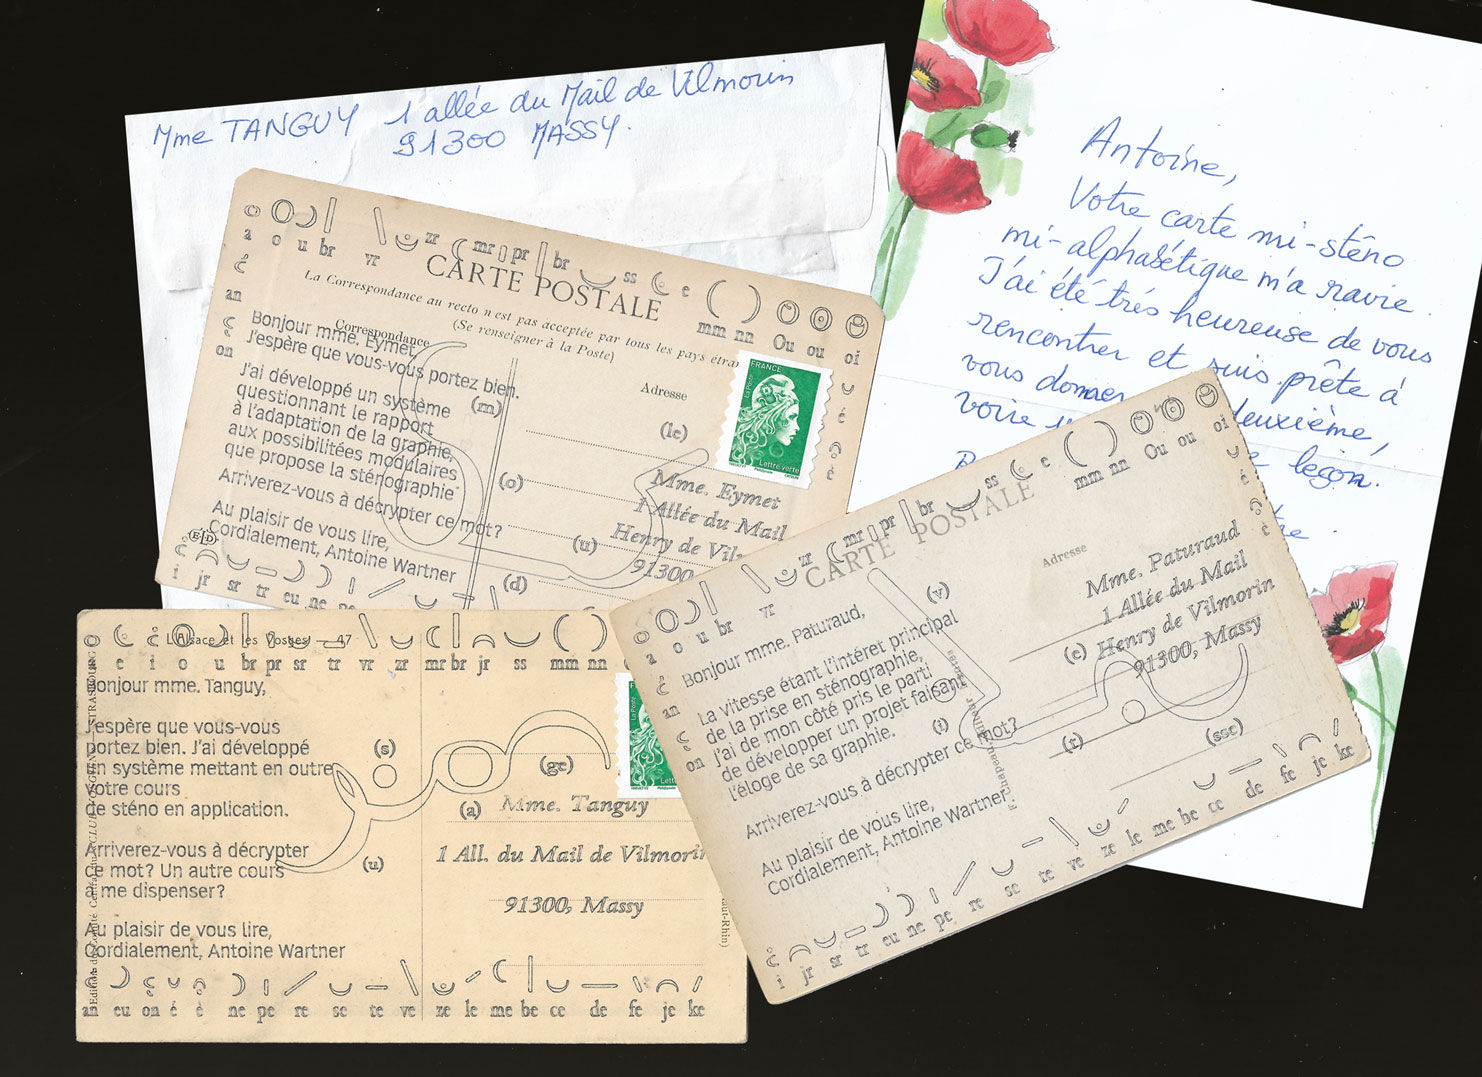 Mme TANGUY 1 allée du Mail de Vilmorin
91300 MASSY.
Antoine,
Votre carte mi-sténo
mi-alphabétique m'a ravie.
J'ai été très heureuse de vous
rencontrer et suis prête à
vous donner
voire deuxième,
leçon.
a o u br vr zr mr pr br ss e mm nn Ou ou oi
an
on
CARTE POSTALE
La Correspondance au recto n'est pas acceptée par tous les pays étran
(Se renseigner à la Poste)
Correspondance
Adresse
Bonjour mme. Eymet,
J'espère que vous-vous portez bien.
J'ai développé un système
questionnant le rapport
à l'adaptation de la graphie,
aux possibilitées modulaires
que propose la sténographie
Arriverez-vous à décrypter ce mot?
Au plaisir de vous lire,
Cordialement, Antoine Wartner
(m)
(le)
(o)
(u)
(d)
FRANCE
La Poste
Lettre verte
Mme. Eymet
1 Allée du Mail
Henry de Vilm
91300
ELD
i jr sr tr eu ne pe
é
è
CARTE POSTALE
Adresse
a o u br vr zr mr pr br ss e mm nn Ou ou oi
an
on
é
è
Bonjour mme. Paturaud,
La vitesse étant l'intéret principal
de la prise en sténographie,
j'ai de mon côté pris le parti
de développer un projet faisant
l'éloge de sa graphie.
Arriverez-vous à décrypter ce mot?
Au plaisir de vous lire,
Cordialement, Antoine Wartner
(v)
(i)
(e)
(r)
(sse)
Mme. Paturaud
1 Allée du Mail
Henry de Vilmorin
91300, Massy
i jr sr tr eu ne pe re se te ve ze le me be ce de fe je ke
L'Alsace et les Vosges — 47
a e i o u br pr sr tr vr zr mr br jr ss mm nn
Bonjour mme. Tanguy,
J'espère que vous-vous
portez bien. J'ai développé
un système mettant en outre
votre cours
de sténo en application.
Arriverez-vous à décrypter
ce mot? Un autre cours
à me dispenser?
Au plaisir de vous lire,
Cordialement, Antoine Wartner
(s)
(ge)
(a)
(u)
La Poste
Mme. Tanguy
1 All. du Mail de Vilmorin
91300, Massy
aut-Rhin)
an eu on é è ne pe re se te ve ze le me be ce de fe je ke